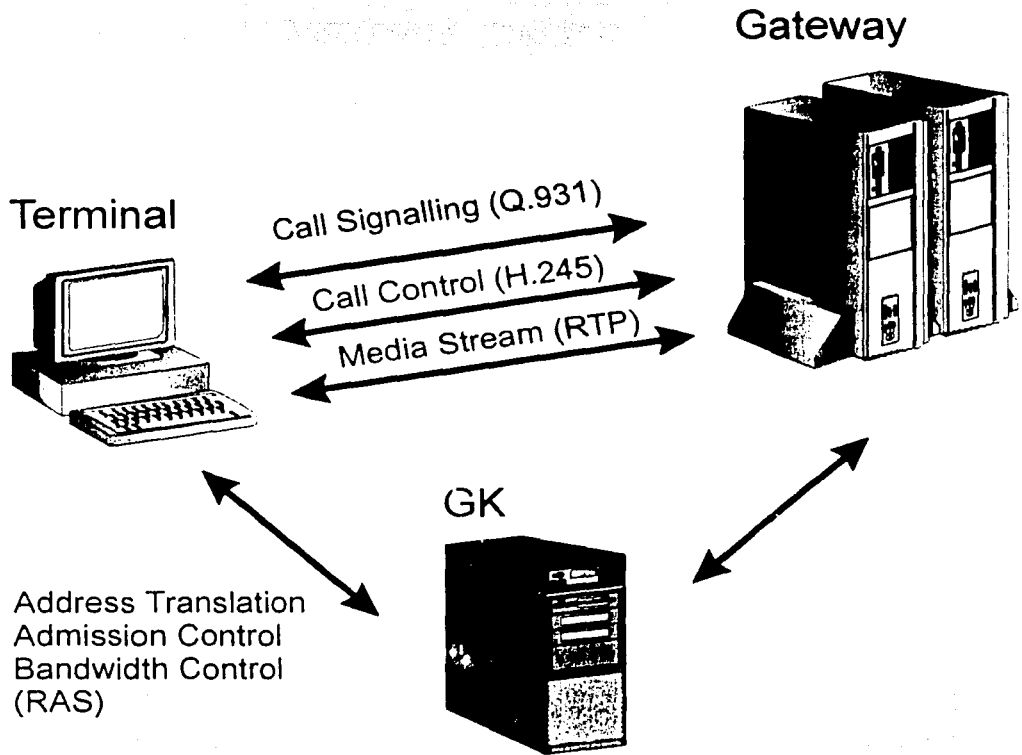 Gateway
Terminal
Call Signalling (Q.931)
Call Control (H.245)
Media Stream (RTP)
GK
Address Translation
Admission Control
Bandwidth Control
(RAS)